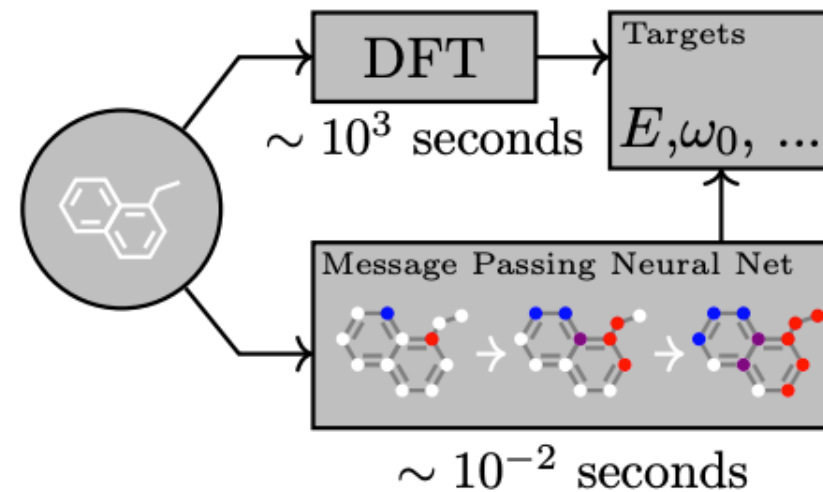 DFT
Targets
E,ω₀, ...
~ 10³ seconds
Message Passing Neural Net
~ 10⁻² seconds